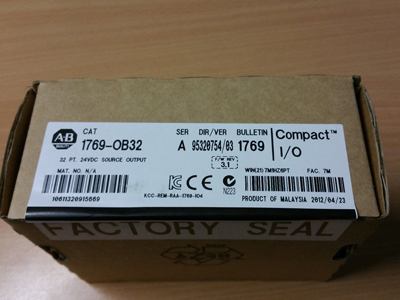 A-B
CAT
1769-OB32
32 PT. 24VDC SOURCE OUTPUT
SER DIR/VER BULLETIN
A 95320754/03 1769
F/W REV
3.1
Compact™
I/O
MAT. NO. N/A
10611320915669
KCC-REM-RAA-1769-IO4
C E
N223
FAC. 7M
PRODUCT OF MALAYSIA 2012/04/23
FACTORY SEAL